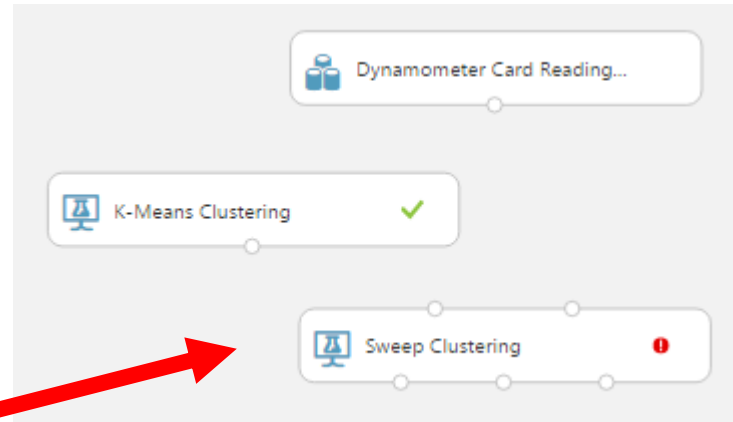 Dynamometer Card Reading...
K-Means Clustering
Sweep Clustering